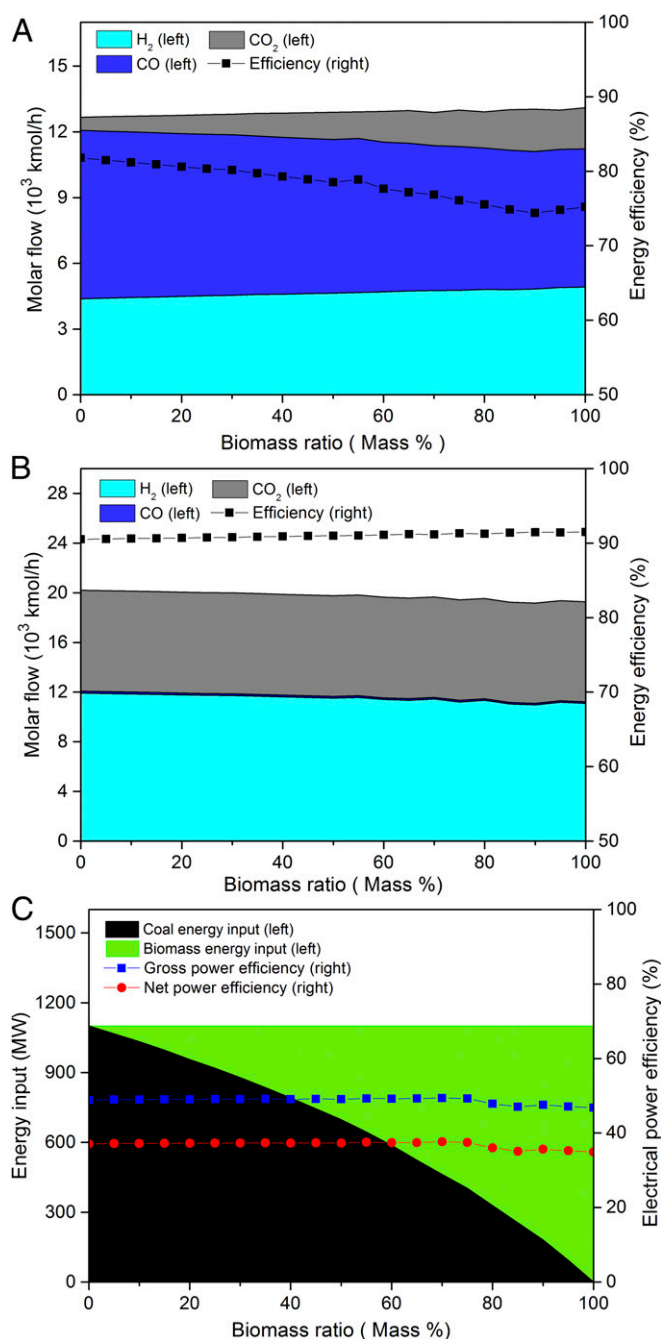 A
H₂ (left)
CO₂ (left)
CO (left)
Efficiency (right)
15
12
9
6
3
0
Molar flow (10³ kmol/h)
100
90
80
70
60
50
Energy efficiency (%)
0 20 40 60 80 100
Biomass ratio ( Mass % )
B
H₂ (left)
CO₂ (left)
CO (left)
Efficiency (right)
28
24
20
16
12
8
4
0
Molar flow (10³ kmol/h)
100
90
80
70
60
50
Energy efficiency (%)
0 20 40 60 80 100
Biomass ratio ( Mass %)
C
Coal energy input (left)
Biomass energy input (left)
Gross power efficiency (right)
Net power efficiency (right)
1500
1200
900
600
300
0
Energy input (MW)
100
80
60
40
20
0
Electrical power efficiency (%)
0 20 40 60 80 100
Biomass ratio ( Mass %)